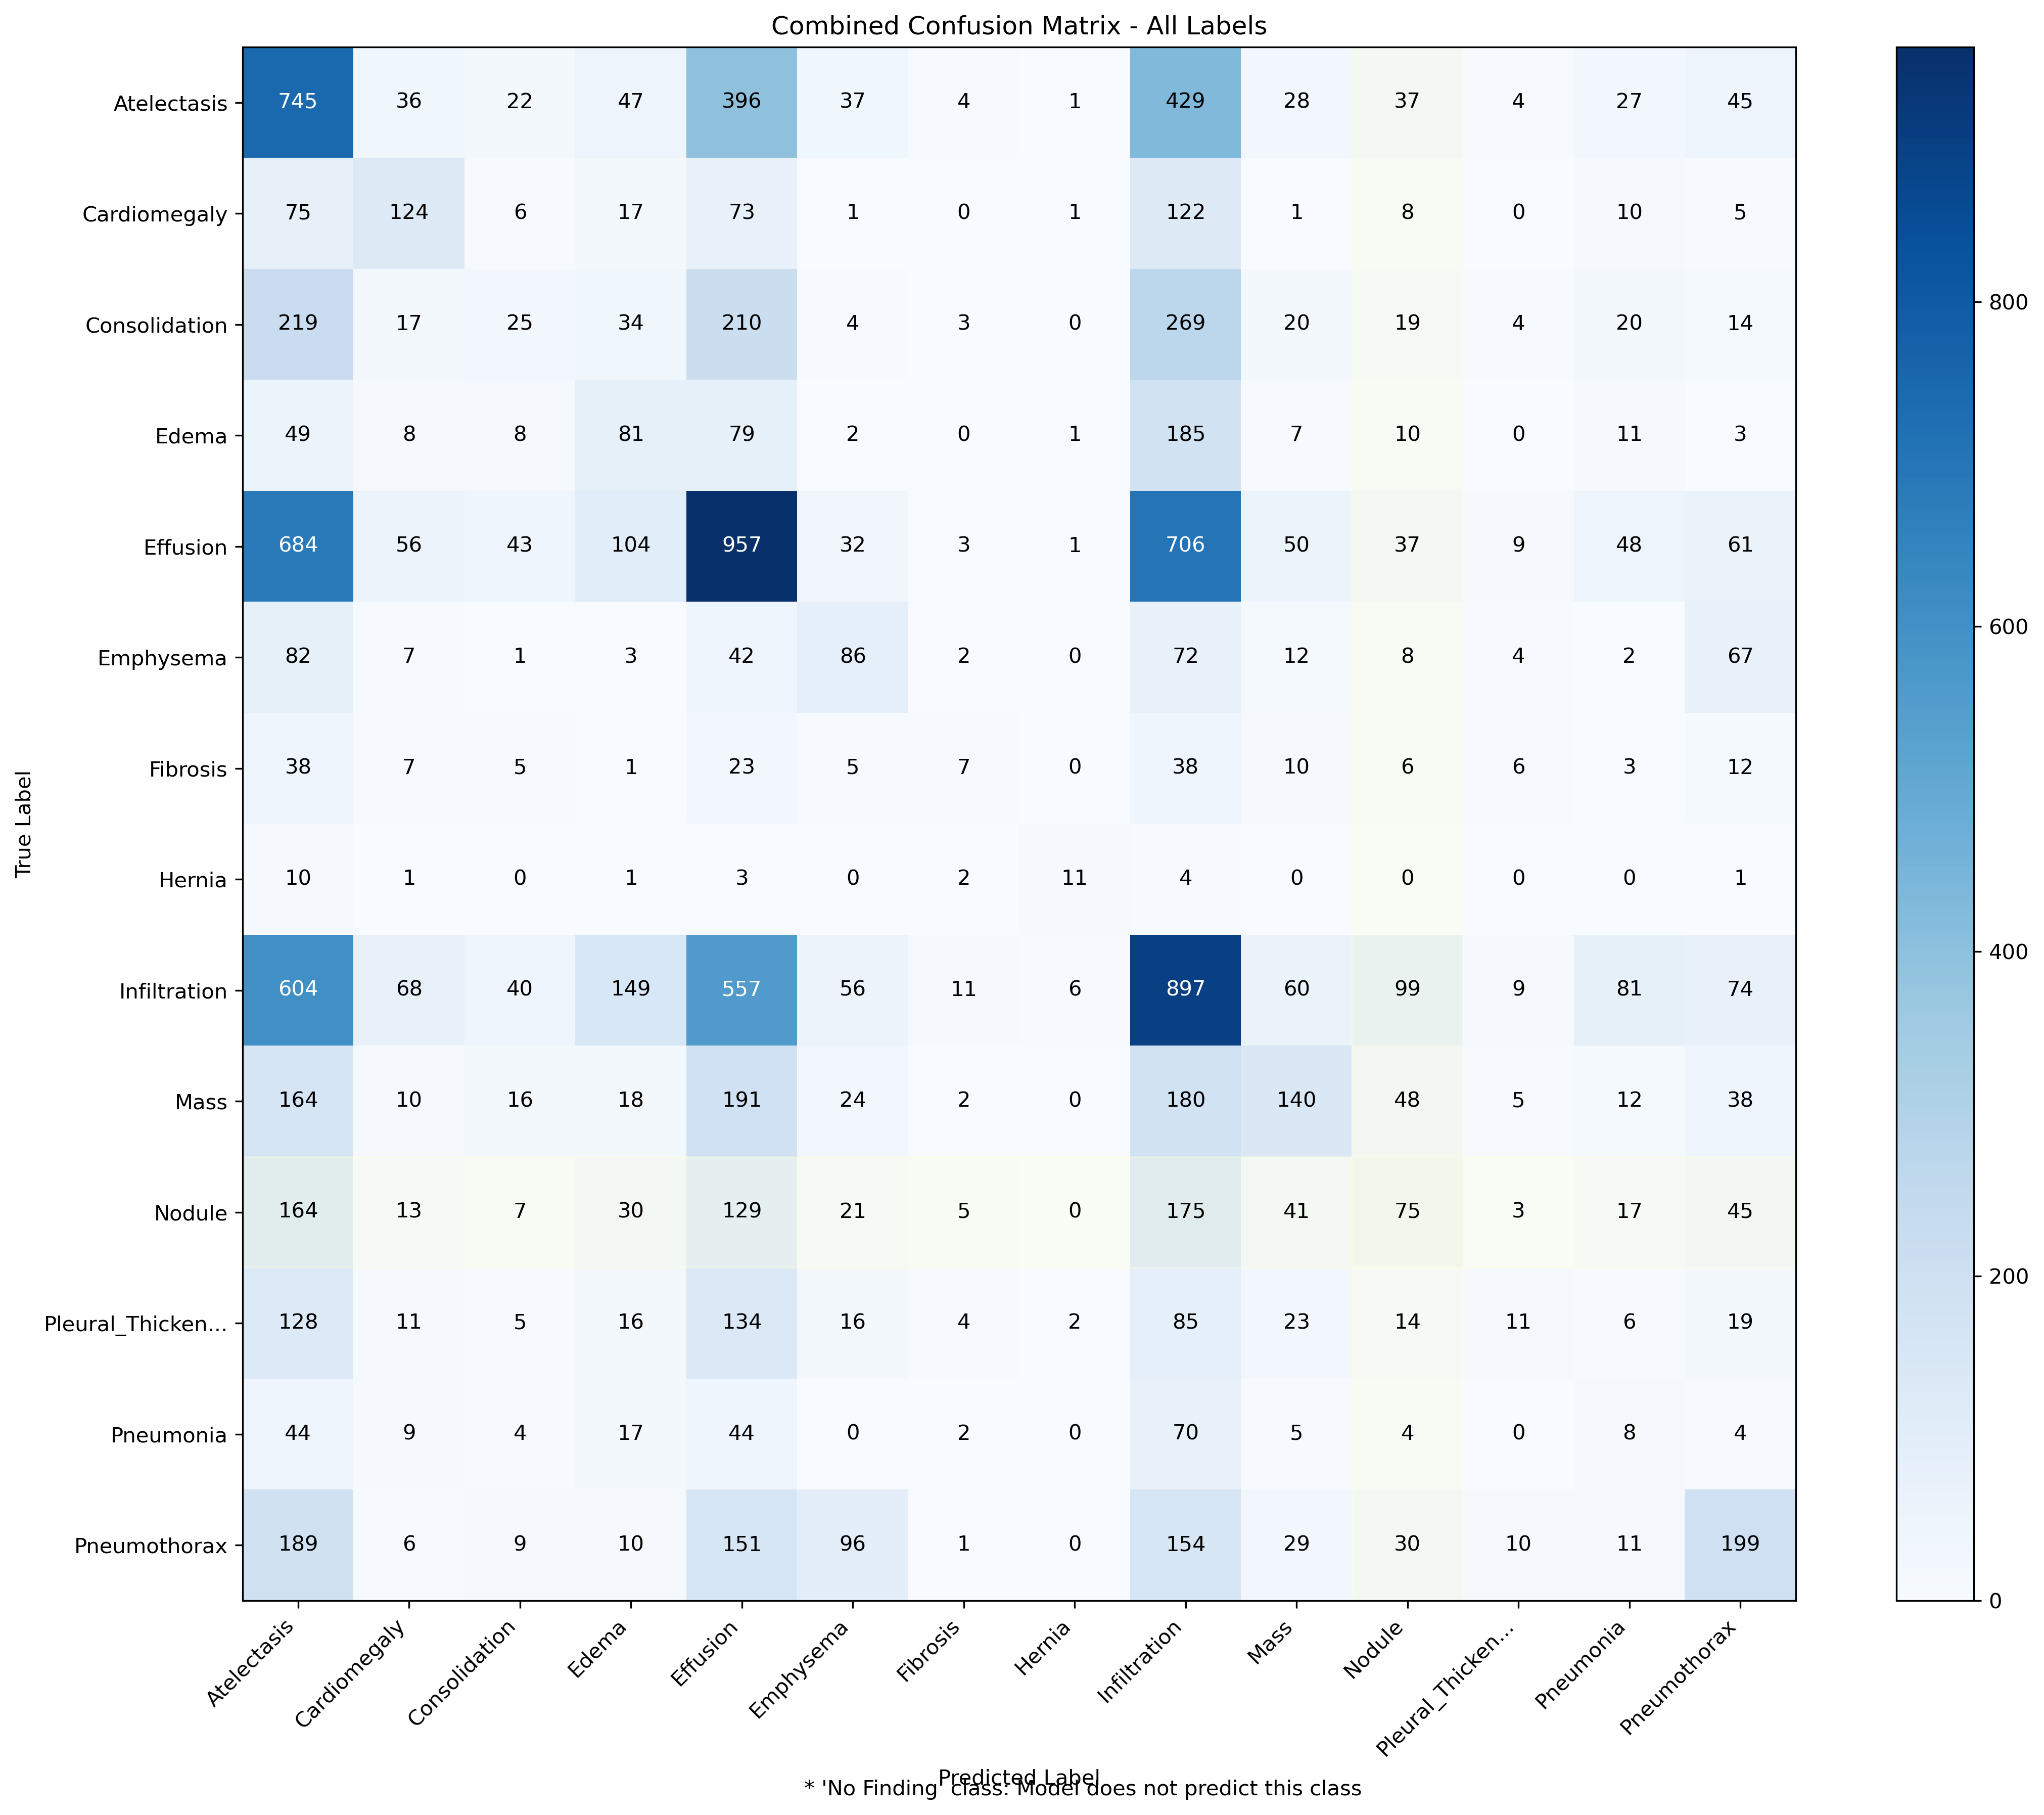 Combined Confusion Matrix - All Labels
Atelectasis 745 36 22 47 396 37 4 1 429 28 37 4 27 45
Cardiomegaly 75 124 6 17 73 1 0 1 122 1 8 0 10 5
Consolidation 219 17 25 34 210 4 3 0 269 20 19 4 20 14
Edema 49 8 8 81 79 2 0 1 185 7 10 0 11 3
Effusion 684 56 43 104 957 32 3 1 706 50 37 9 48 61
Emphysema 82 7 1 3 42 86 2 0 72 12 8 4 2 67
Fibrosis 38 7 5 1 23 5 7 0 38 10 6 6 3 12
Hernia 10 1 0 1 3 0 2 11 4 0 0 0 0 1
Infiltration 604 68 40 149 557 56 11 6 897 60 99 9 81 74
Mass 164 10 16 18 191 24 2 0 180 140 48 5 12 38
Nodule 164 13 7 30 129 21 5 0 175 41 75 3 17 45
Pleural_Thicken... 128 11 5 16 134 16 4 2 85 23 14 11 6 19
Pneumonia 44 9 4 17 44 0 2 0 70 5 4 0 8 4
Pneumothorax 189 6 9 10 151 96 1 0 154 29 30 10 11 199
True Label
Atelectasis Cardiomegaly Consolidation Edema Effusion Emphysema Fibrosis Hernia Infiltration Mass Nodule Pleural_Thicken... Pneumonia Pneumothorax
Predicted Label
* 'No Finding' class: Model does not predict this class
800
600
400
200
0